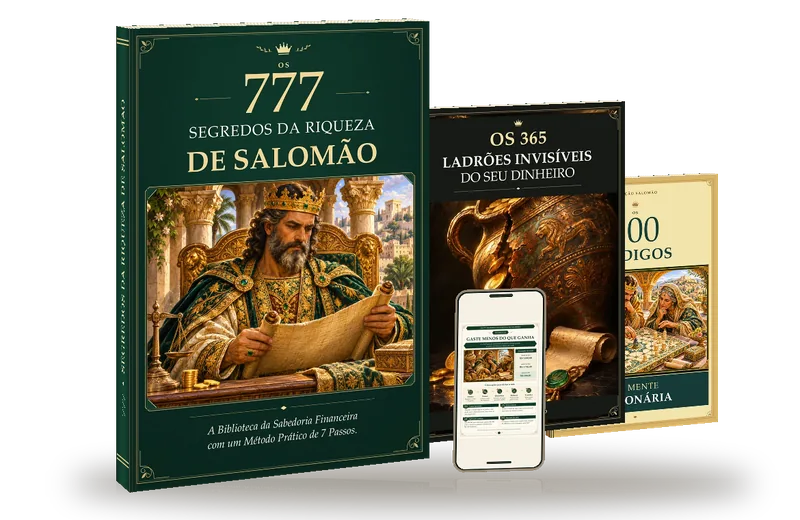 OS
777
SEGREDOS DA RIQUEZA
DE SALOMÃO
A Biblioteca da Sabedoria Financeira
com um Método Prático de 7 Passos.
SEGREDOS DA RIQUEZA DE SALOMÃO
777
OS 365
LADRÕES INVISÍVEIS
DO SEU DINHEIRO
GASTE MENOS DO QUE GANHA
SALOMÃO
OS
00
DIGOS
MENTE
ONÁRIA